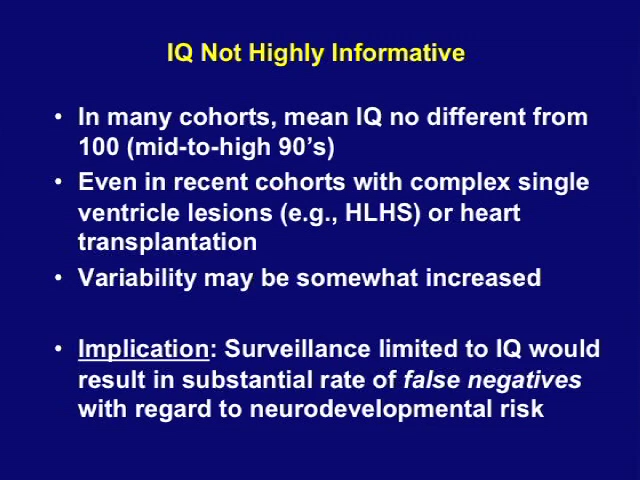 IQ Not Highly Informative
• In many cohorts, mean IQ no different from
100 (mid-to-high 90's)
• Even in recent cohorts with complex single
ventricle lesions (e.g., HLHS) or heart
transplantation
• Variability may be somewhat increased
• Implication: Surveillance limited to IQ would
result in substantial rate of false negatives
with regard to neurodevelopmental risk